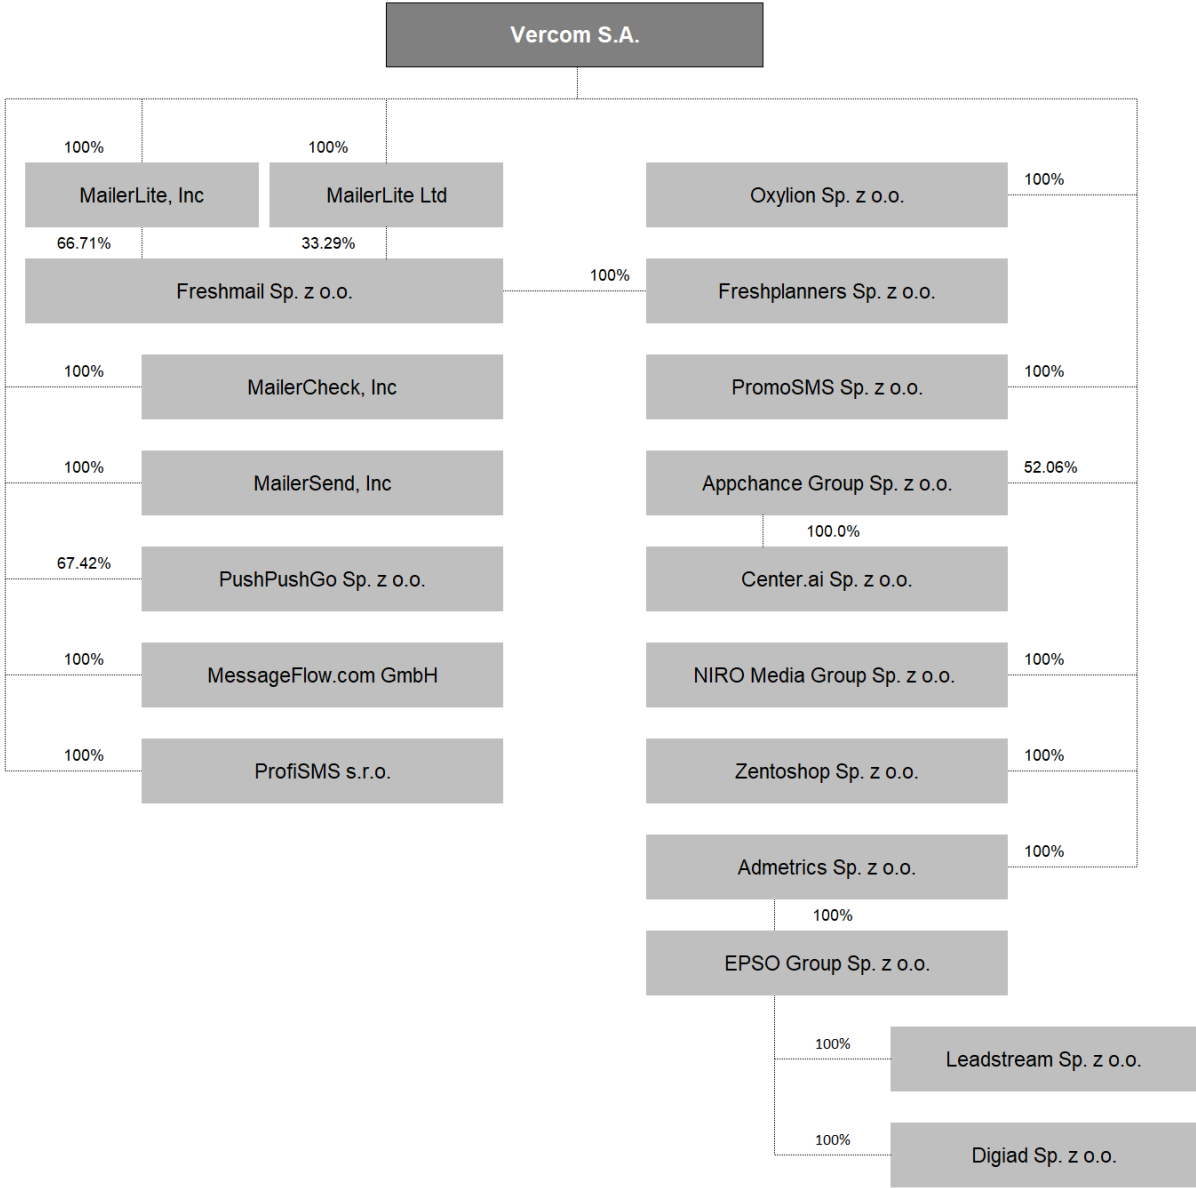 Vercom S.A.
100%
100%
MailerLite, Inc
MailerLite Ltd
Oxylion Sp. z o.o.
100%
66.71%
33.29%
Freshmail Sp. z o.o.
100%
Freshplanners Sp. z o.o.
100%
MailerCheck, Inc
PromoSMS Sp. z o.o.
100%
100%
MailerSend, Inc
Appchance Group Sp. z o.o.
52.06%
100.0%
67.42%
PushPushGo Sp. z o.o.
Center.ai Sp. z o.o.
100%
MessageFlow.com GmbH
NIRO Media Group Sp. z o.o.
100%
100%
ProfiSMS s.r.o.
Zentoshop Sp. z o.o.
100%
Admetrics Sp. z o.o.
100%
100%
EPSO Group Sp. z o.o.
100%
Leadstream Sp. z o.o.
100%
Digiad Sp. z o.o.